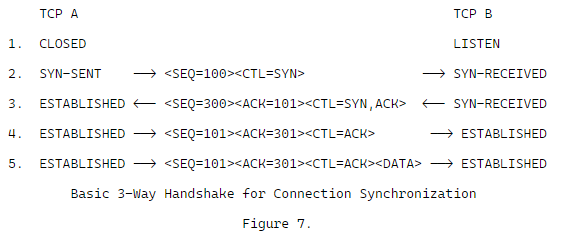 TCP A TCP B
1. CLOSED LISTEN
2. SYN-SENT --> <SEQ=100><CTL=SYN> --> SYN-RECEIVED
3. ESTABLISHED <-- <SEQ=300><ACK=101><CTL=SYN,ACK> <-- SYN-RECEIVED
4. ESTABLISHED --> <SEQ=101><ACK=301><CTL=ACK> --> ESTABLISHED
5. ESTABLISHED --> <SEQ=101><ACK=301><CTL=ACK><DATA> --> ESTABLISHED
Basic 3-Way Handshake for Connection Synchronization
Figure 7.